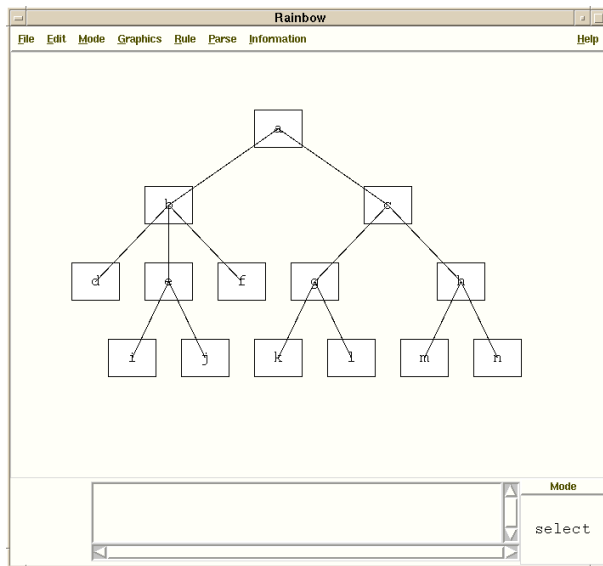 Rainbow
File Edit Mode Graphics Rule Parse Information Help
a
b c
d e f g h
i j k l m n
Mode
select